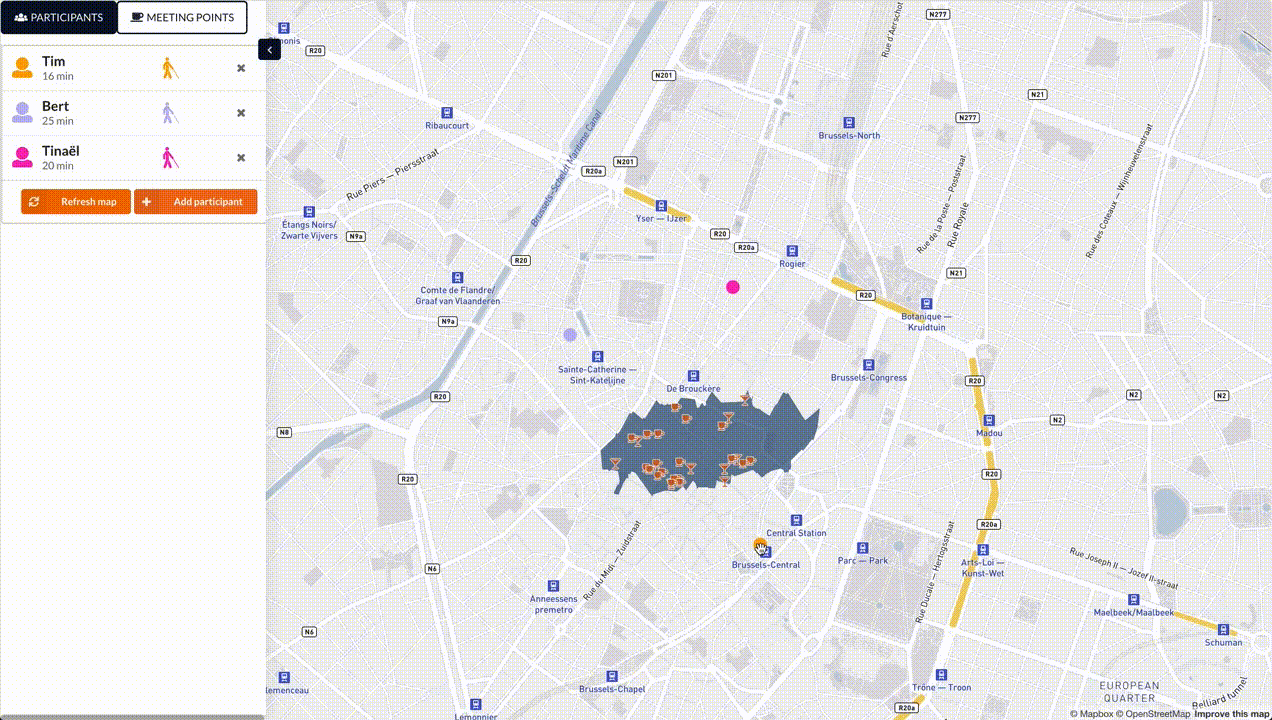 PARTICIPANTS
MEETING POINTS
Tim
16 min
Bert
25 min
Tinaël
20 min
Refresh map
Add participant
R20
N277
Rue d'Aerschot
N201
N21
Ribaucourt
Brussels-North
N277
Brussels-Scheldt Maritime Canal
N201
R20a
Rue Piers — Piersstraat
Rue des Coteaux — Wijnheuvelenstraat
Rue de la Poste — Poststraat
Rue Royale
Étangs Noirs/
Zwarte Vijvers
N9a
Yser — IJzer
R20
R20a
Rogier
R20
N21
Comte de Flandre/
Graaf van Vlaanderen
N9a
R20
Botanique —
Kruidtuin
Sainte-Catherine —
Sint-Katelijne
De Brouckère
Brussels-Congress
R20
R20
N2
N2
N2
N8
Madou
R20
R20
R20a
Central Station
Brussels-Central
Parc — Park
Arts-Loi —
Kunst-Wet
Rue Joseph II — Jozef II-straat
N6
Rue du Midi — Zuidstraat
Rue Ducale — Hertogsstraat
Anneessens
premetro
Maelbeek/Maalbeek
Schuman
N6
lemenceau
Brussels-Chapel
Trône — Troon
EUROPEAN
QUARTER
Belliard tunnel
Lemonnier
R20a
© Mapbox © OpenStreetMap Improve this map